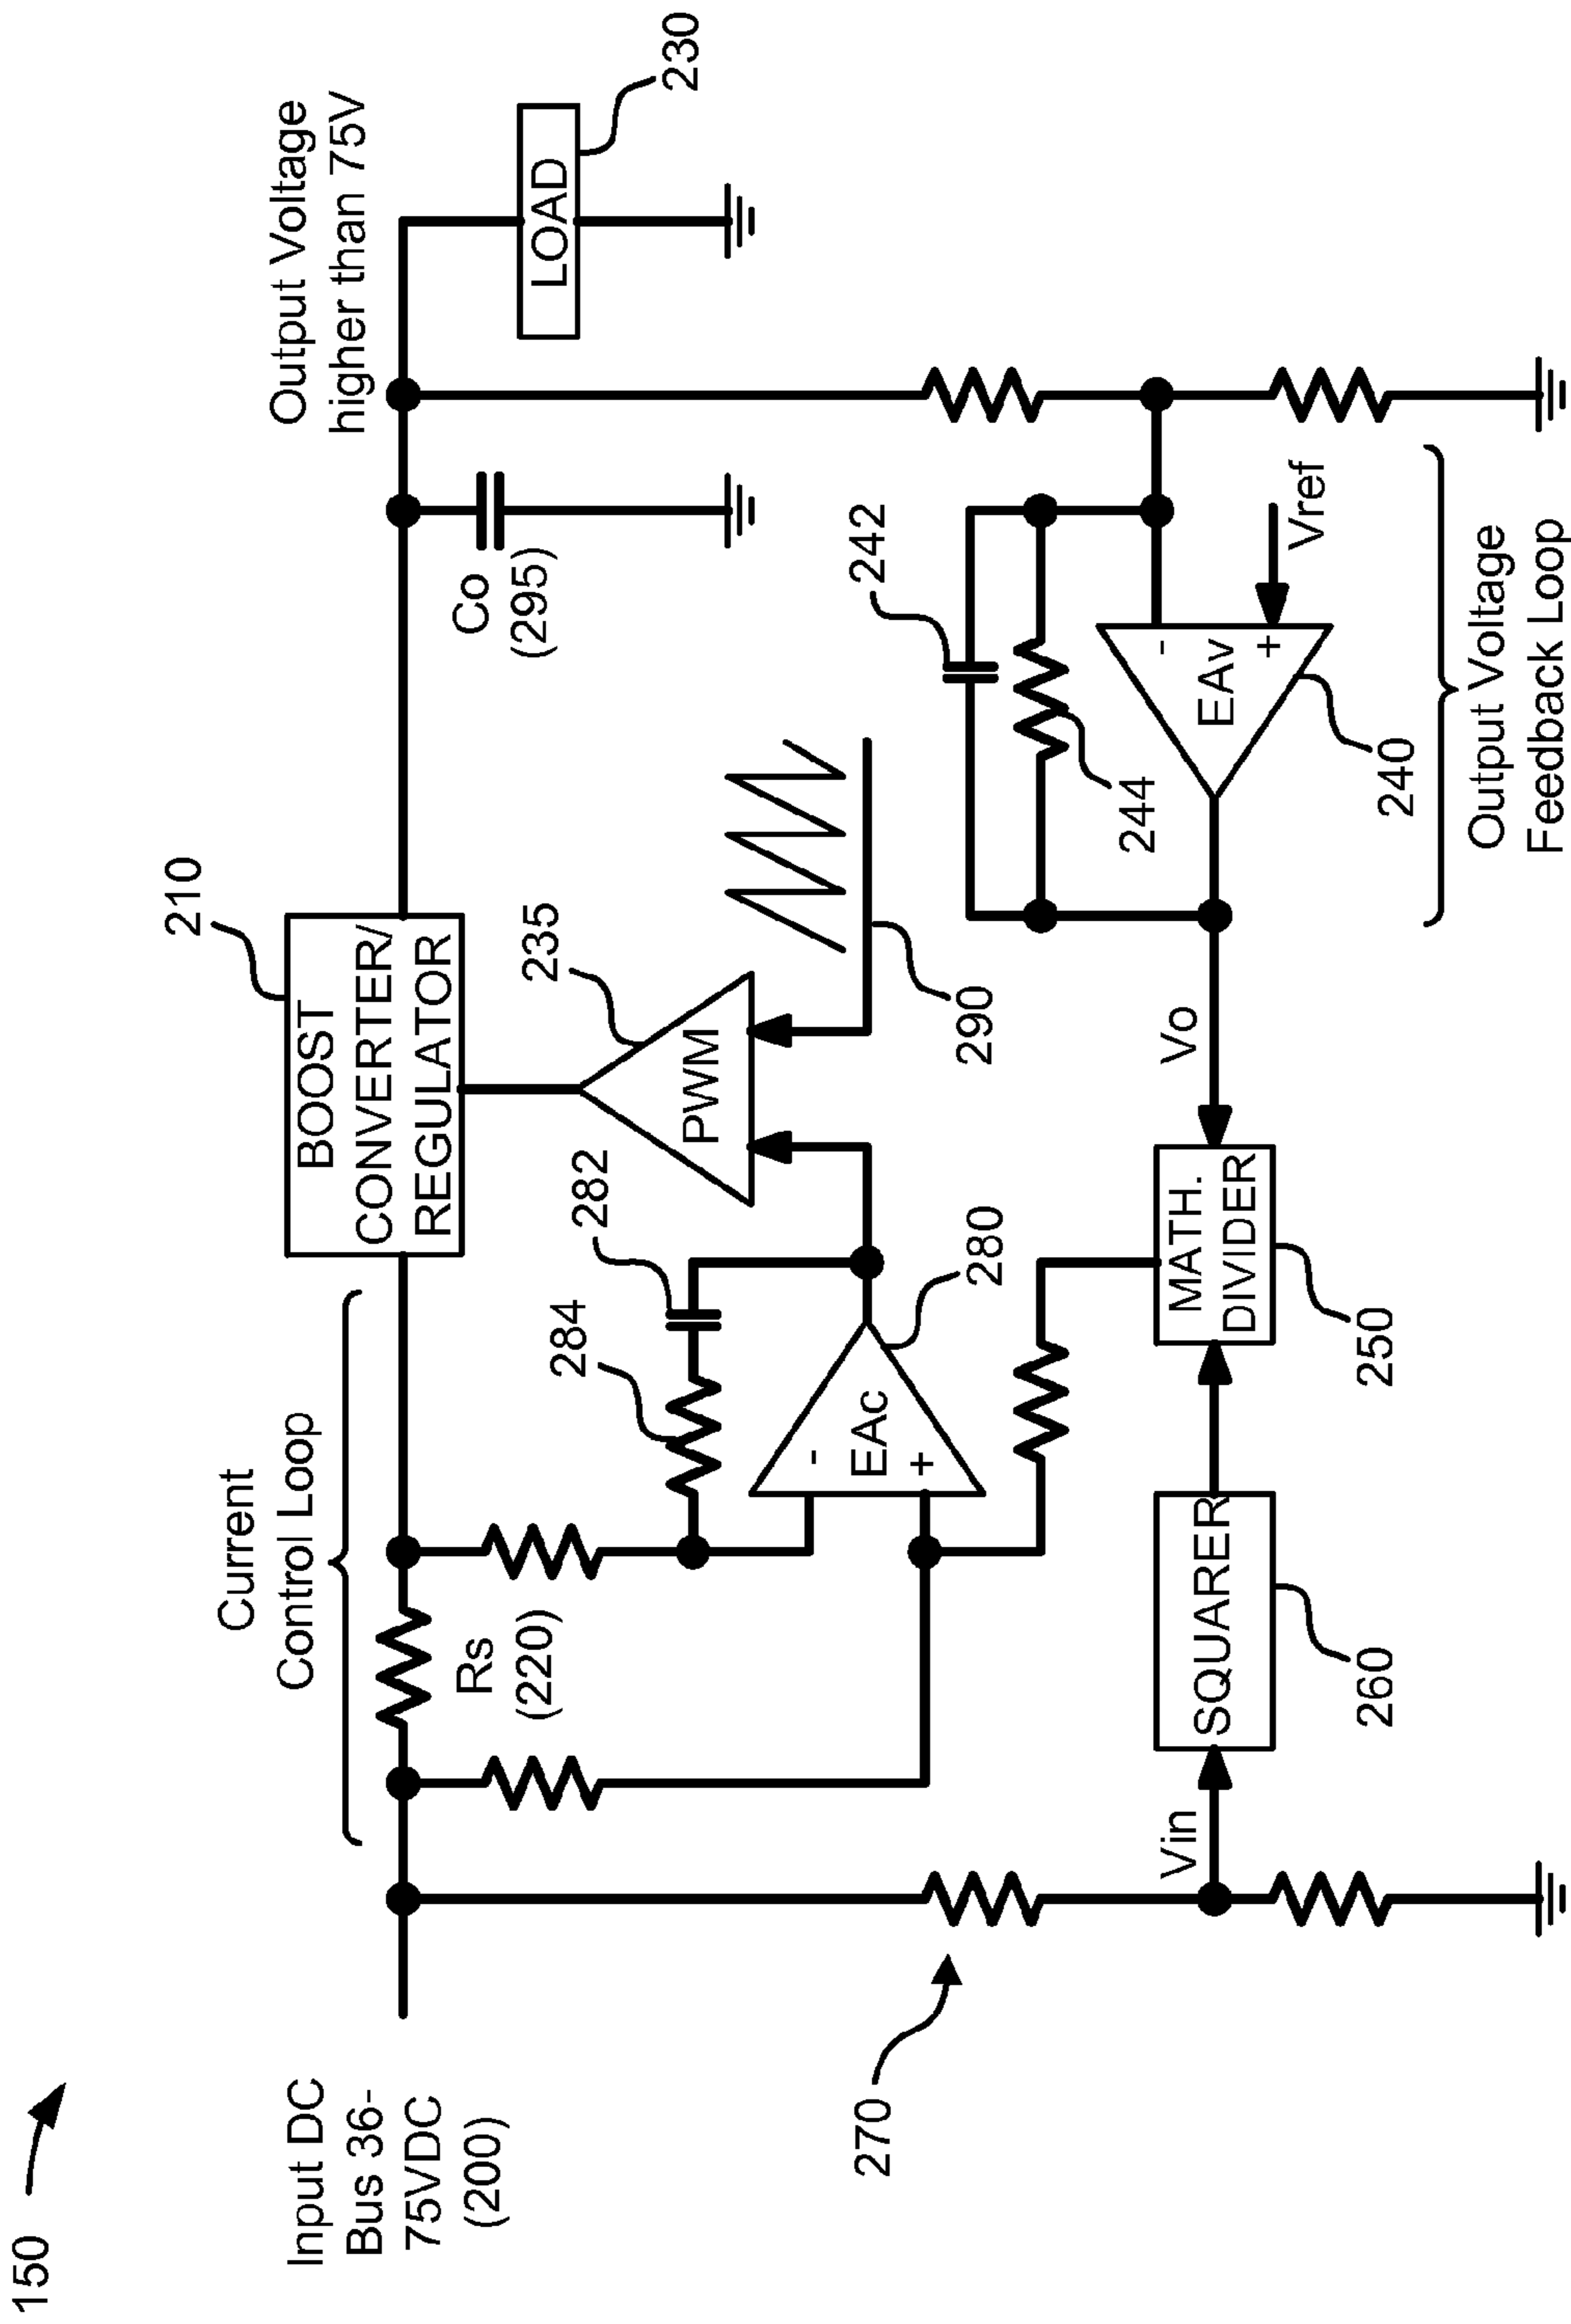 150
Input DC
Bus 36-
75VDC
(200)
Current
Control Loop
Rs
(220)
210
BOOST
CONVERTER/
REGULATOR
Output Voltage
higher than 75V
Co
(295)
LOAD
230
284
282
235
PWM
290
-
EAc
+
280
270
Vin
SQUARER
260
MATH.
DIVIDER
250
Vo
242
244
-
EAv
+
240
Vref
Output Voltage
Feedback Loop